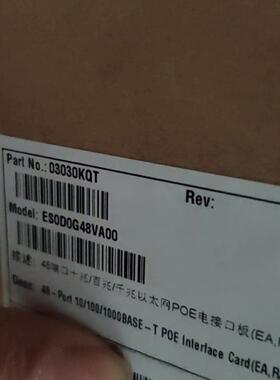 Part No.: 03030KQT
Rev:
Model: ES0D0G48VA00
描述: 48端口十兆/百兆/千兆以太网POE电接口板(EA,R
Desc: 48-Port 10/100/1000BASE-T POE Interface Card(EA,R